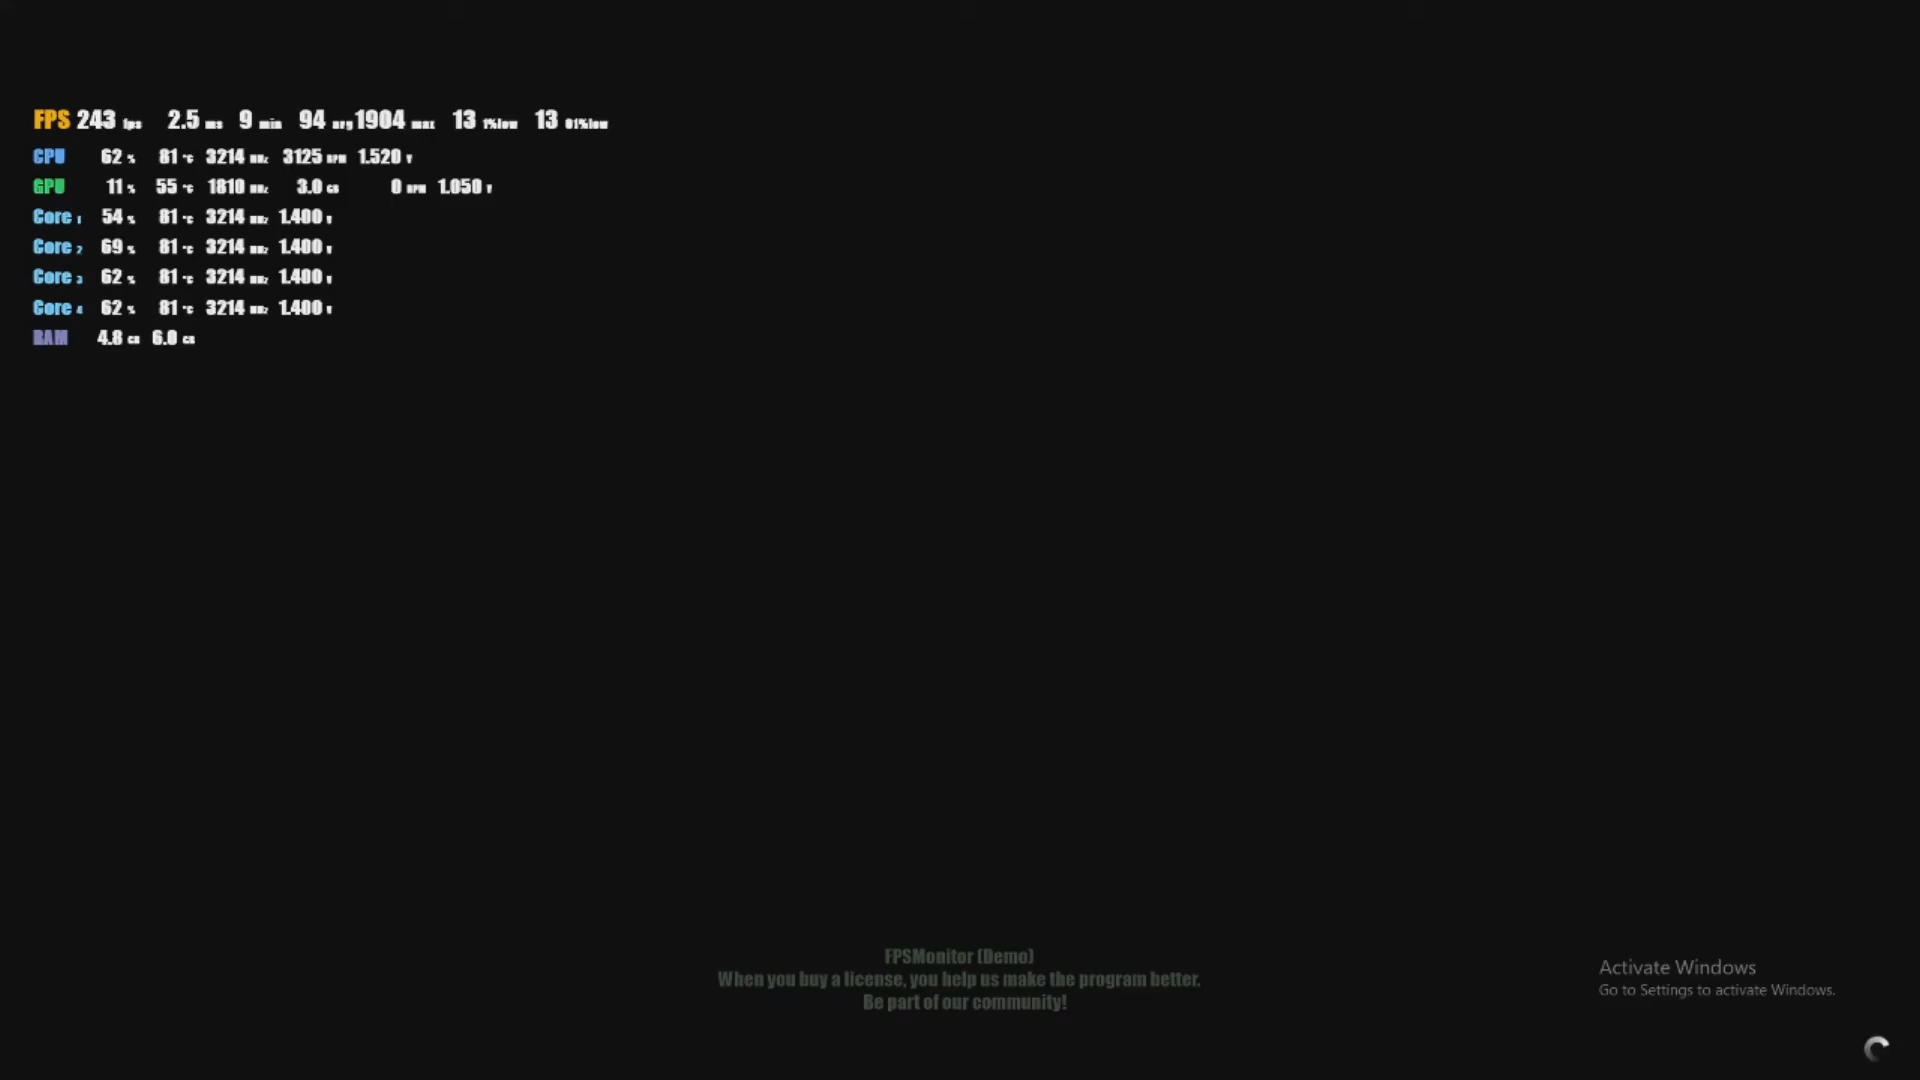 FPS 243 fps 2.5 ms 9 min 94 avg 1904 max 13 1%low 13 01%low
CPU 62 % 81 °C 3214 MHz 3125 RPM 1.520 V
GPU 11 % 55 °C 1810 MHz 3.0 GB 0 RPM 1.050 V
Core 1 54 % 81 °C 3214 MHz 1.400 V
Core 2 69 % 81 °C 3214 MHz 1.400 V
Core 3 62 % 81 °C 3214 MHz 1.400 V
Core 4 62 % 81 °C 3214 MHz 1.400 V
RAM 4.8 GB 6.0 GB
FPSMonitor (Demo)
When you buy a license, you help us make the program better.
Be part of our community!
Activate Windows
Go to Settings to activate Windows.